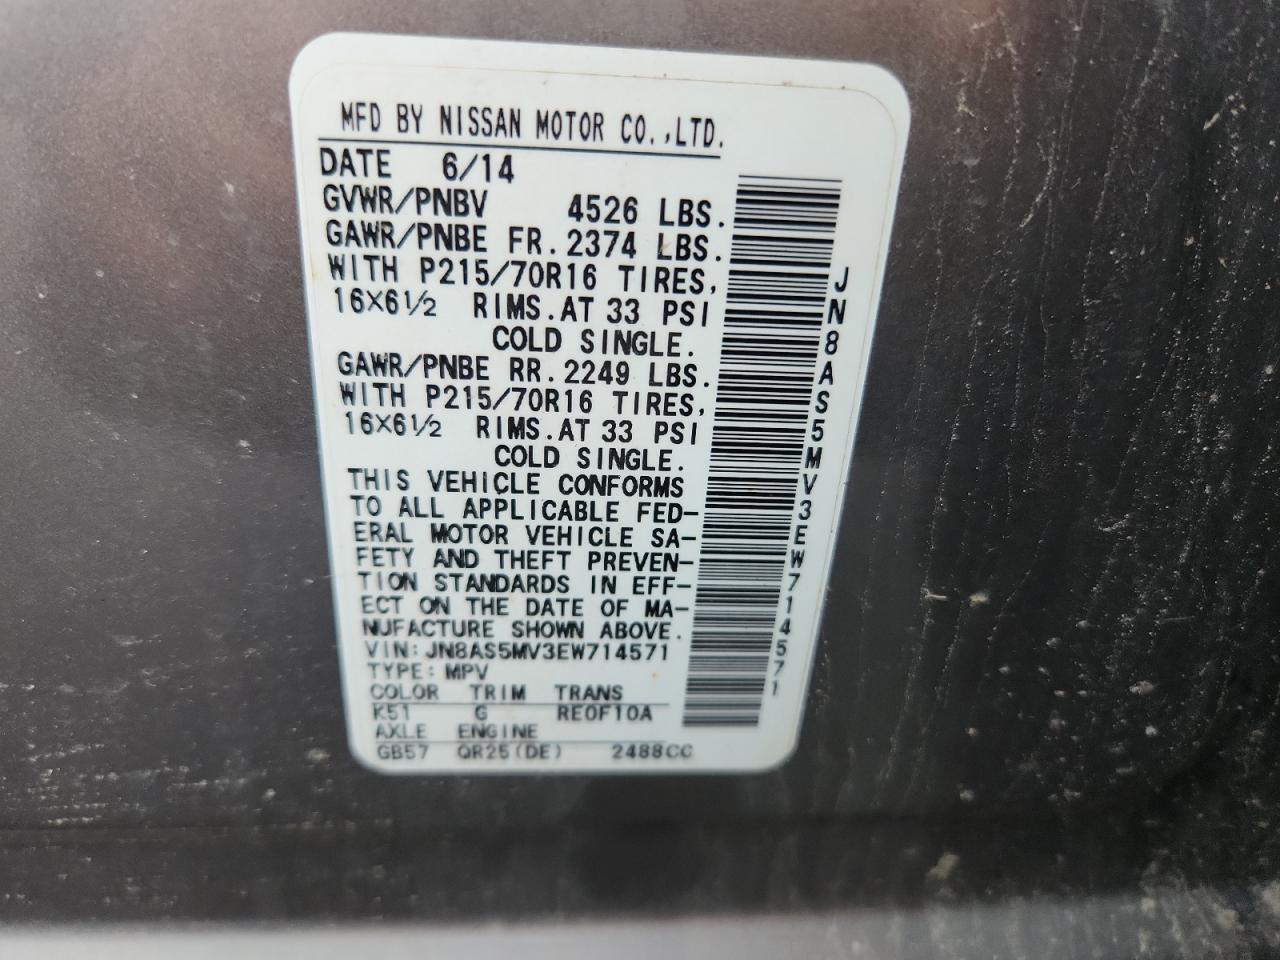 MFD BY NISSAN MOTOR CO.,LTD.
DATE 6/14
GVWR/PNBV 4526 LBS.
GAWR/PNBE FR. 2374 LBS.
WITH P215/70R16 TIRES,
16X6½ RIMS.AT 33 PSI
COLD SINGLE.
GAWR/PNBE RR. 2249 LBS.
WITH P215/70R16 TIRES,
16X6½ RIMS.AT 33 PSI
COLD SINGLE.
THIS VEHICLE CONFORMS
TO ALL APPLICABLE FED-
ERAL MOTOR VEHICLE SA-
FETY AND THEFT PREVEN-
TION STANDARDS IN EFF-
ECT ON THE DATE OF MA-
NUFACTURE SHOWN ABOVE.
VIN: JN8AS5MV3EW714571
TYPE: MPV
COLOR TRIM TRANS
K51 G RE0F10A
AXLE ENGINE
GB57 QR25(DE) 2488CC
JN8AS5MV3EW714571